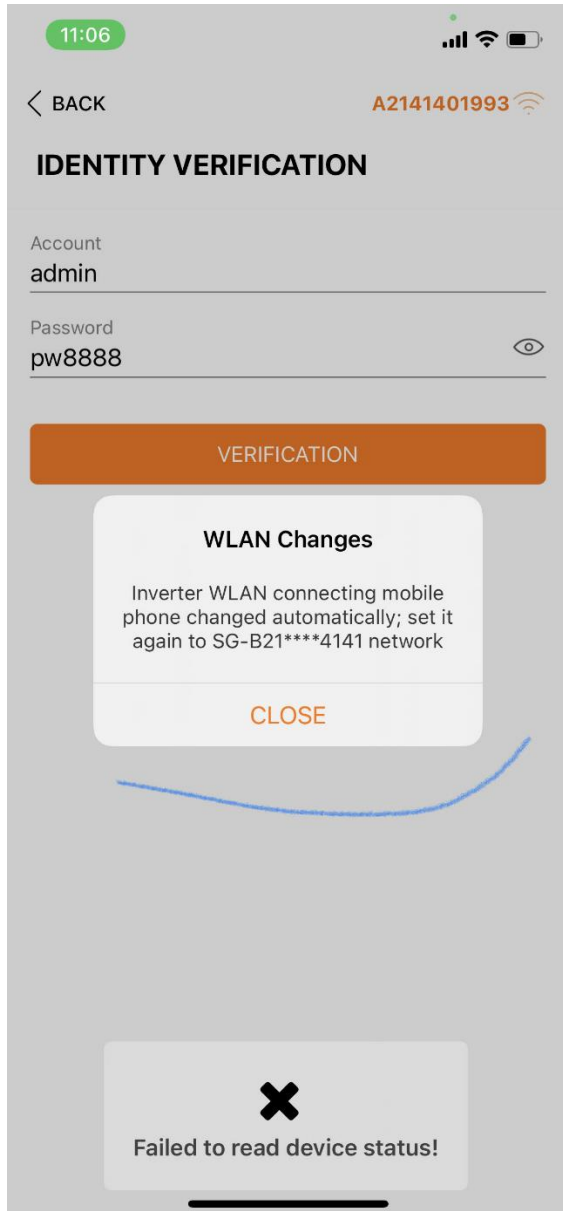 11:06
BACK
A2141401993
IDENTITY VERIFICATION
Account
admin
Password
pw8888
VERIFICATION
WLAN Changes
Inverter WLAN connecting mobile
phone changed automatically; set it
again to SG-B21****4141 network
CLOSE
Failed to read device status!